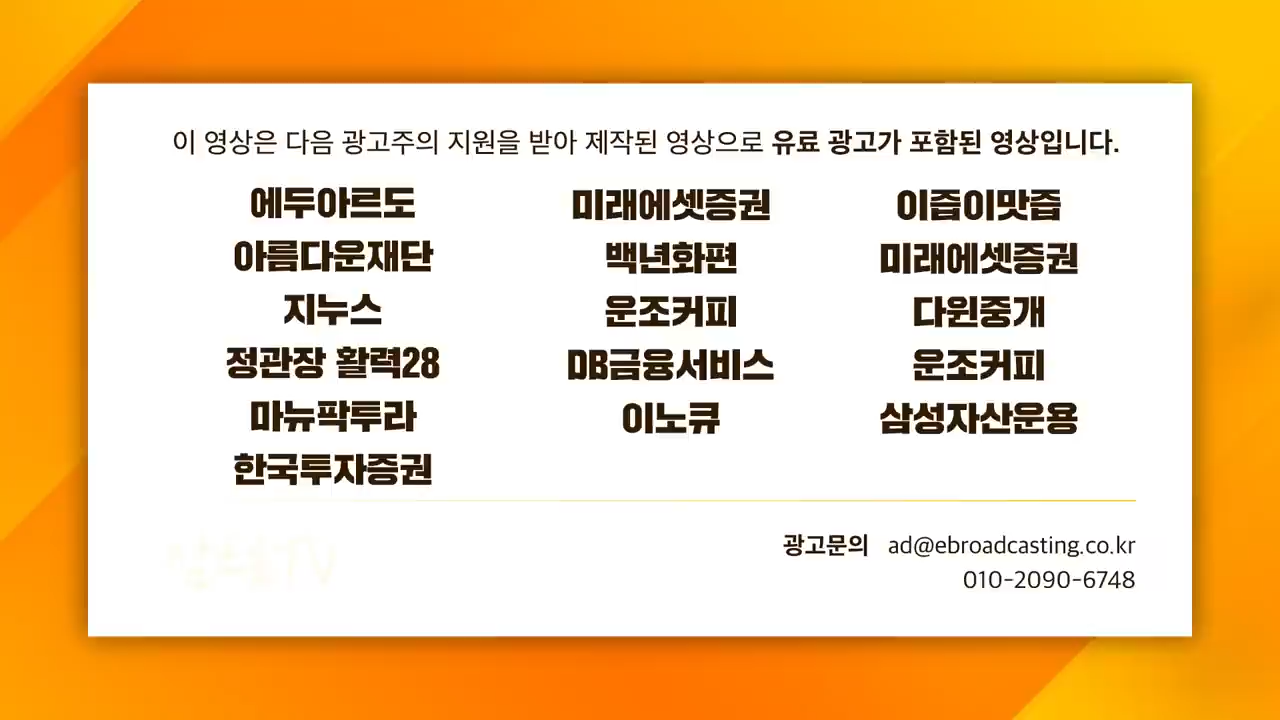 이 영상은 다음 광고주의 지원을 받아 제작된 영상으로 유료 광고가 포함된 영상입니다.
에두아르도
아름다운재단
지누스
정관장 활력28
마뉴팍투라
한국투자증권
미래에셋증권
백년화편
운조커피
DB금융서비스
이노큐
이즙이맛즙
미래에셋증권
다윈중개
운조커피
삼성자산운용
광고문의 ad@ebroadcasting.co.kr
010-2090-6748